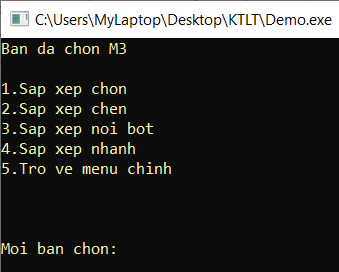 C:\Users\MyLaptop\Desktop\KTLT\Demo.exe
Ban da chon M3
1.Sap xep chon
2.Sap xep chen
3.Sap xep noi bot
4.Sap xep nhanh
5.Tro ve menu chinh
Moi ban chon: